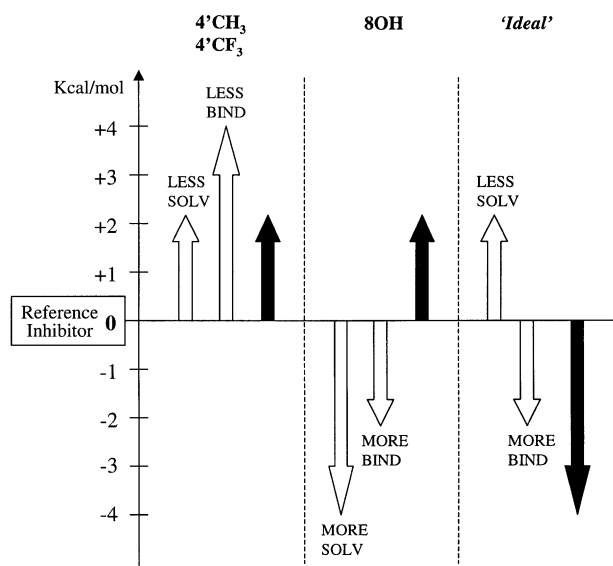 4'CH3
4'CF3
8OH
'Ideal'
Kcal/mol
+4
+3
+2
+1
0
-1
-2
-3
-4
Reference
Inhibitor
LESS
SOLV
LESS
BIND
MORE
SOLV
MORE
BIND
LESS
SOLV
MORE
BIND